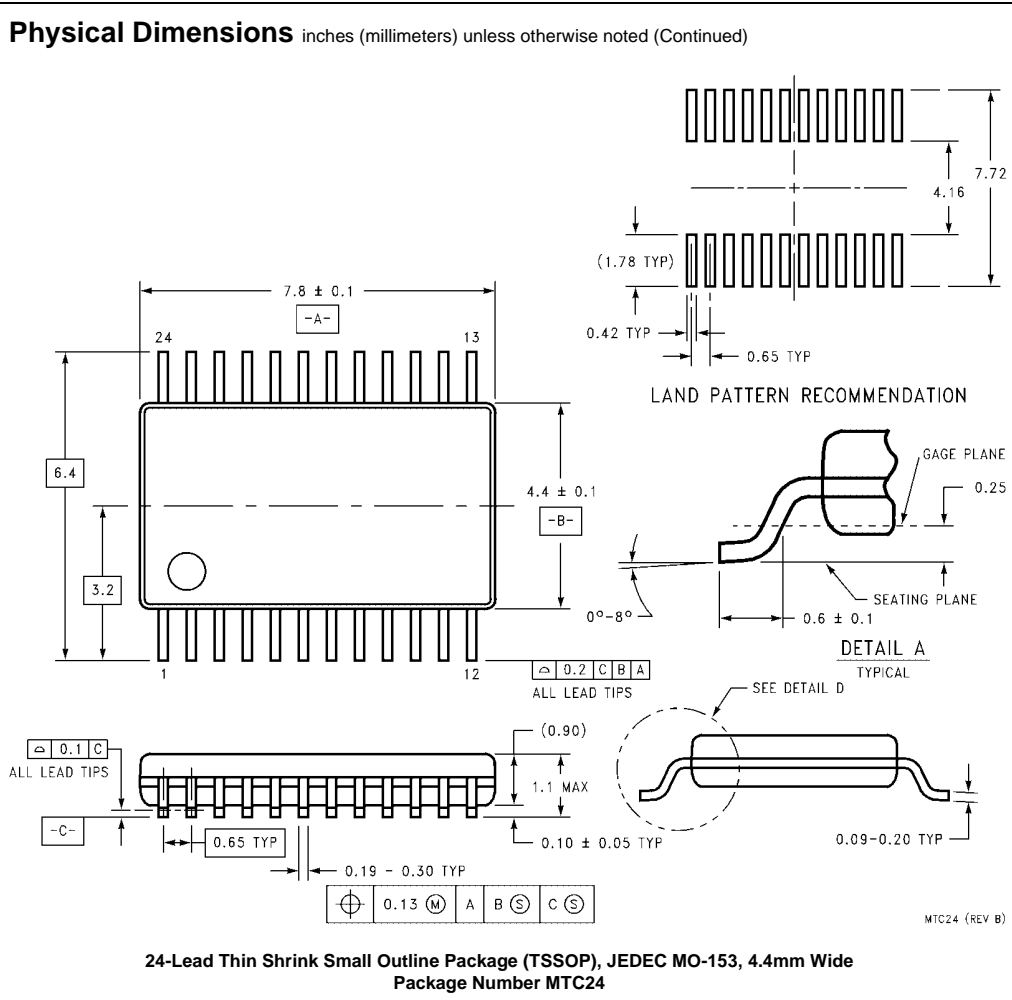 Physical Dimensions inches (millimeters) unless otherwise noted (Continued)
7.72
4.16
(1.78 TYP)
0.42 TYP
0.65 TYP
LAND PATTERN RECOMMENDATION
7.8 ± 0.1
-A-
24
13
6.4
3.2
4.4 ± 0.1
-B-
1
12
⌓ 0.2 C B A
ALL LEAD TIPS
GAGE PLANE
0.25
SEATING PLANE
0°-8°
0.6 ± 0.1
DETAIL A
TYPICAL
SEE DETAIL D
⌓ 0.1 C
ALL LEAD TIPS
(0.90)
1.1 MAX
-C-
0.65 TYP
0.10 ± 0.05 TYP
0.09-0.20 TYP
0.19 - 0.30 TYP
⌖ 0.13 Ⓜ A B Ⓢ C Ⓢ
MTC24 (REV B)
24-Lead Thin Shrink Small Outline Package (TSSOP), JEDEC MO-153, 4.4mm Wide
Package Number MTC24